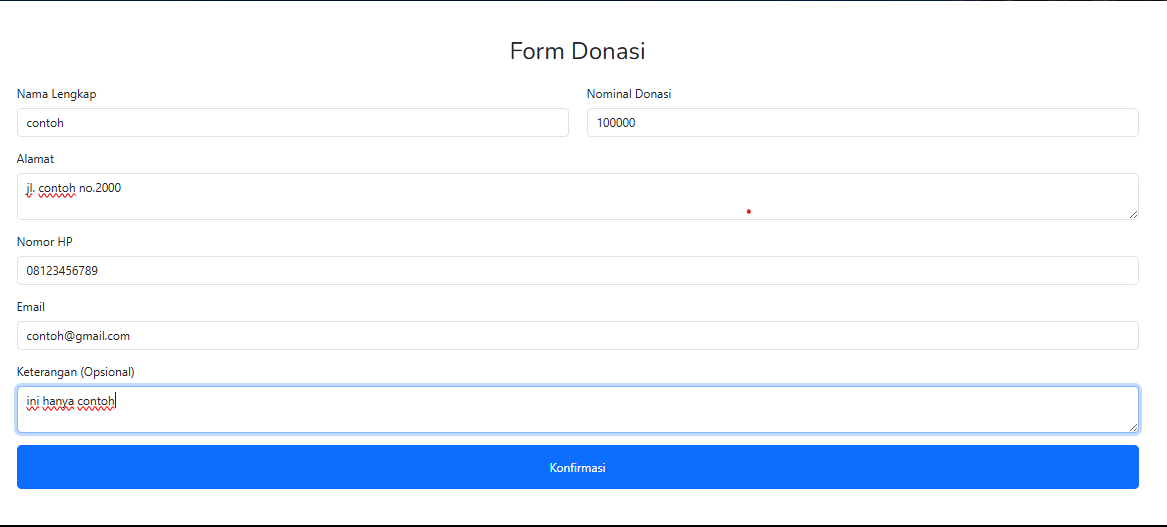 Form Donasi
Nama Lengkap
Nominal Donasi
contoh
100000
Alamat
jl. contoh no.2000
Nomor HP
08123456789
Email
contoh@gmail.com
Keterangan (Opsional)
ini hanya contoh
Konfirmasi